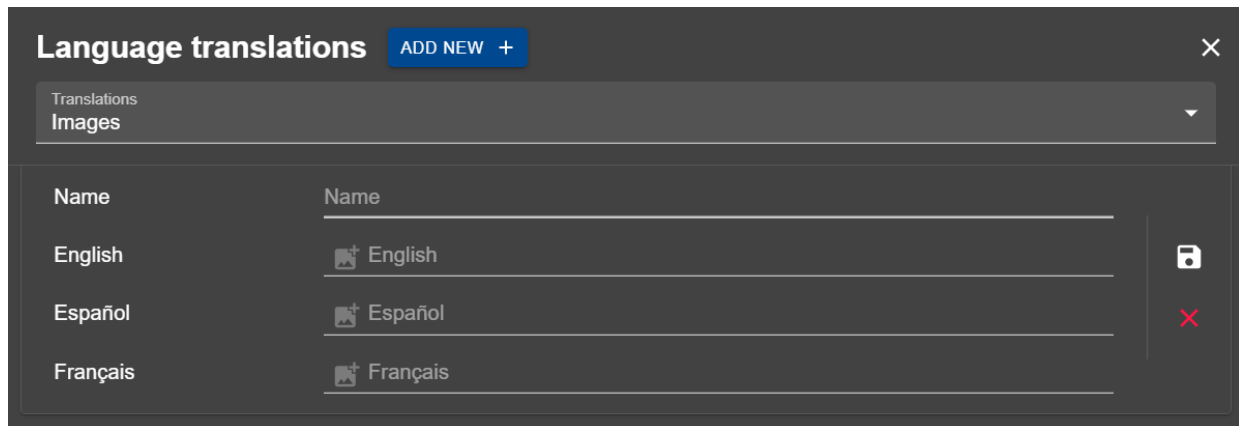 Language translations ADD NEW +
Translations
Images
Name Name
English English
Español Español
Français Français